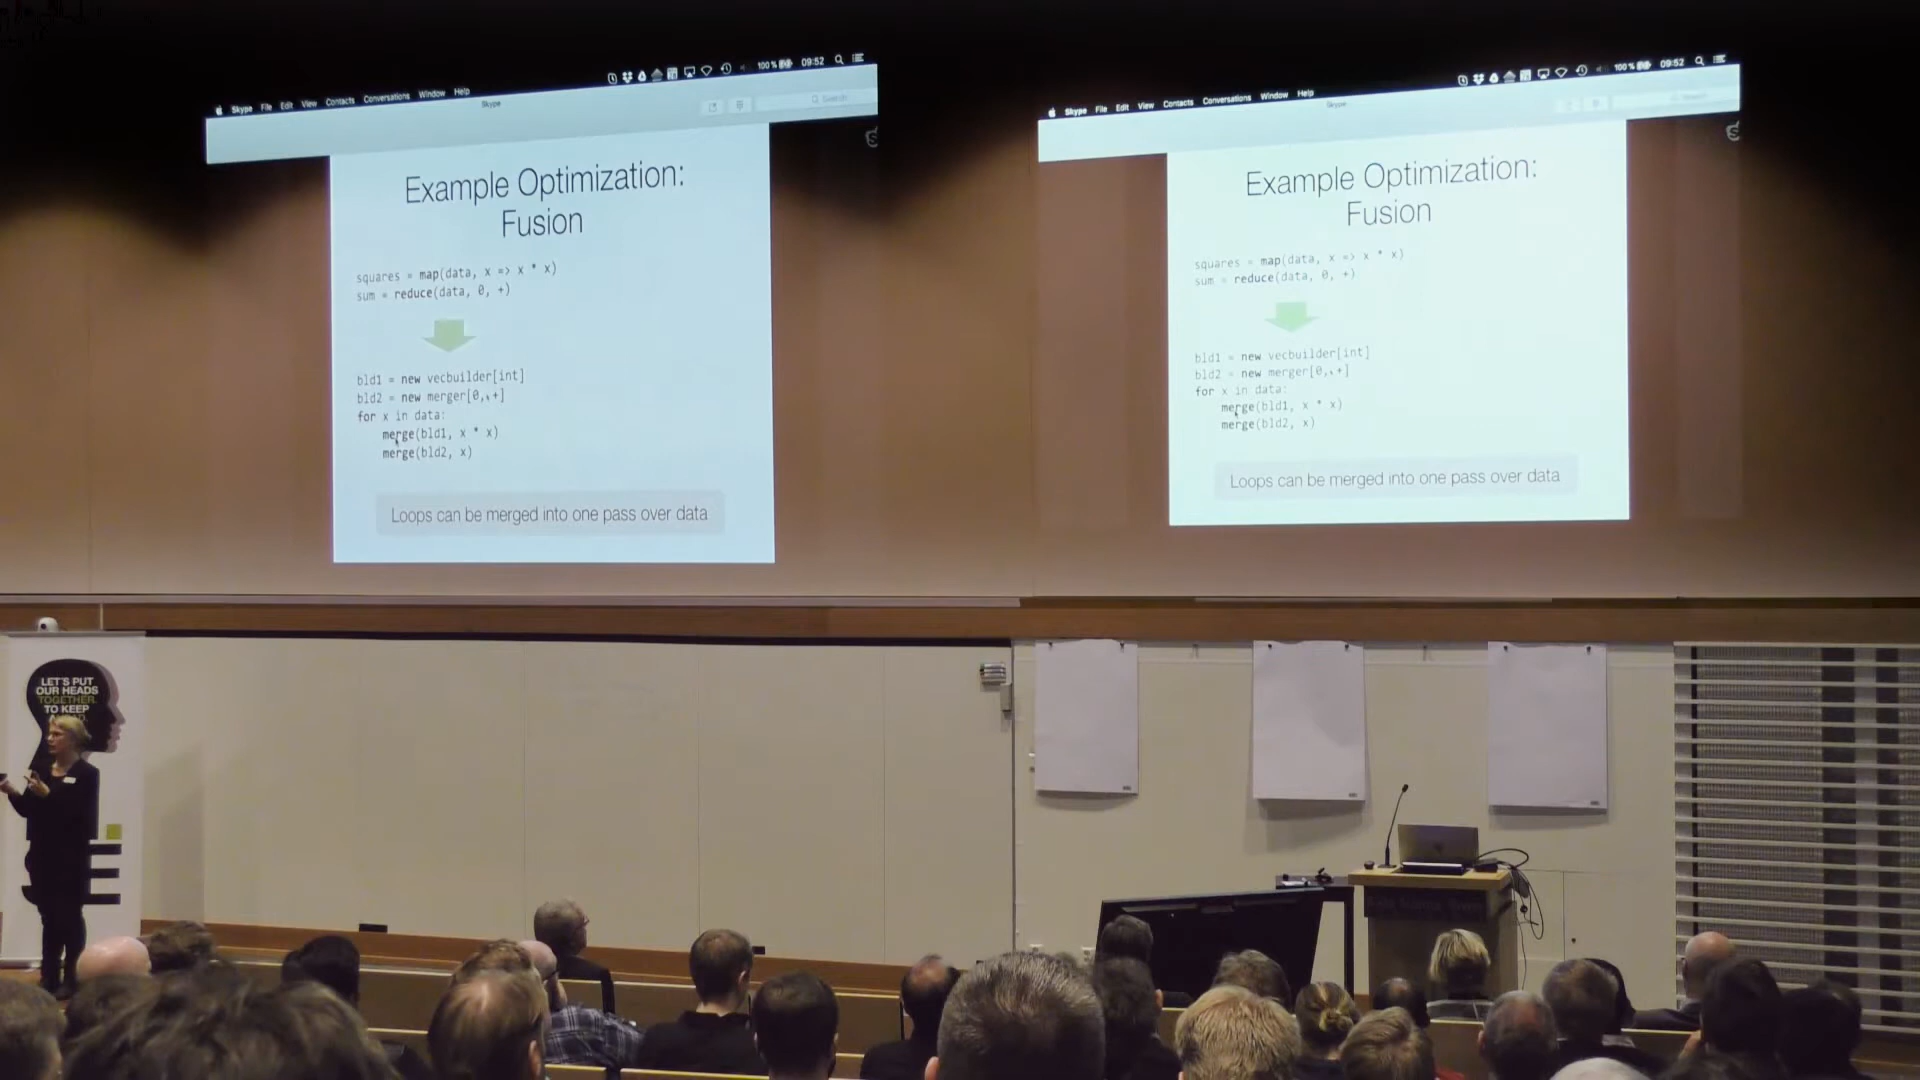 Skype File Edit View Contacts Conversations Window Help
100% 09:52
Skype
Search
Example Optimization:
Fusion
squares = map(data, x => x * x)
sum = reduce(data, 0, +)
bld1 = new vecbuilder[int]
bld2 = new merger[0,+]
for x in data:
merge(bld1, x * x)
merge(bld2, x)
Loops can be merged into one pass over data
Skype File Edit View Contacts Conversations Window Help
100% 09:52
Skype
Example Optimization:
Fusion
squares = map(data, x => x * x)
sum = reduce(data, 0, +)
bld1 = new vecbuilder[int]
bld2 = new merger[0,+]
for x in data:
merge(bld1, x * x)
merge(bld2, x)
Loops can be merged into one pass over data
LET'S PUT
OUR HEADS
TOGETHER.
TO KEEP